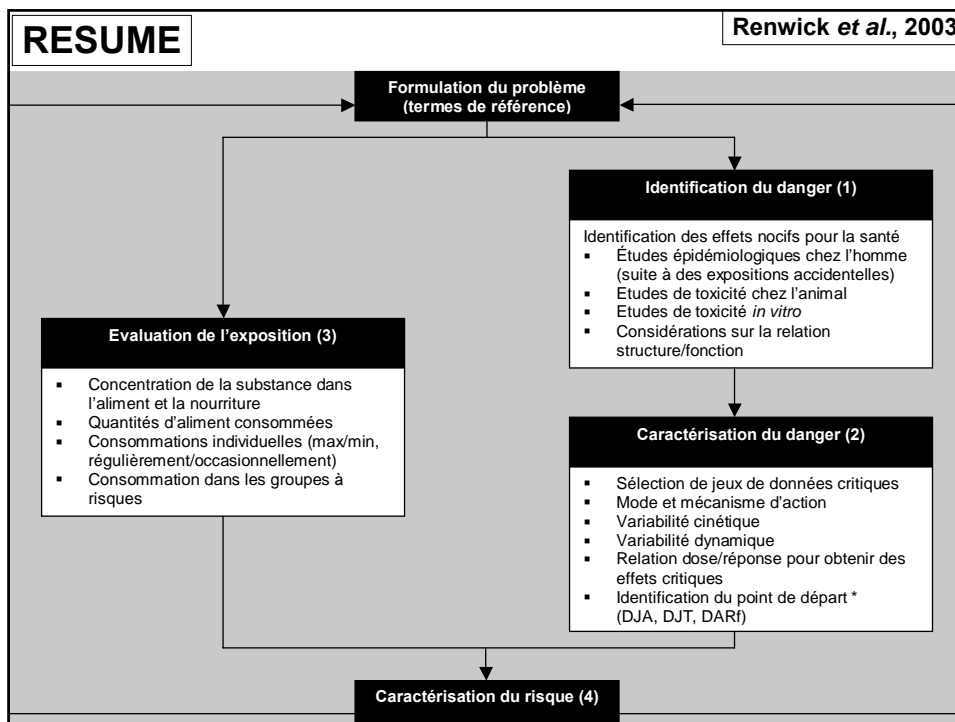 RESUME
Renwick et al., 2003
Formulation du problème
(termes de référence)
Identification du danger (1)
Identification des effets nocifs pour la santé
▪ Études épidémiologiques chez l’homme
(suite à des expositions accidentelles)
▪ Etudes de toxicité chez l’animal
▪ Etudes de toxicité in vitro
▪ Considérations sur la relation
structure/fonction
Evaluation de l’exposition (3)
▪ Concentration de la substance dans
l’aliment et la nourriture
▪ Quantités d’aliment consommées
▪ Consommations individuelles (max/min,
régulièrement/occasionnellement)
▪ Consommation dans les groupes à
risques
Caractérisation du danger (2)
▪ Sélection de jeux de données critiques
▪ Mode et mécanisme d’action
▪ Variabilité cinétique
▪ Variabilité dynamique
▪ Relation dose/réponse pour obtenir des
effets critiques
▪ Identification du point de départ *
(DJA, DJT, DARf)
Caractérisation du risque (4)